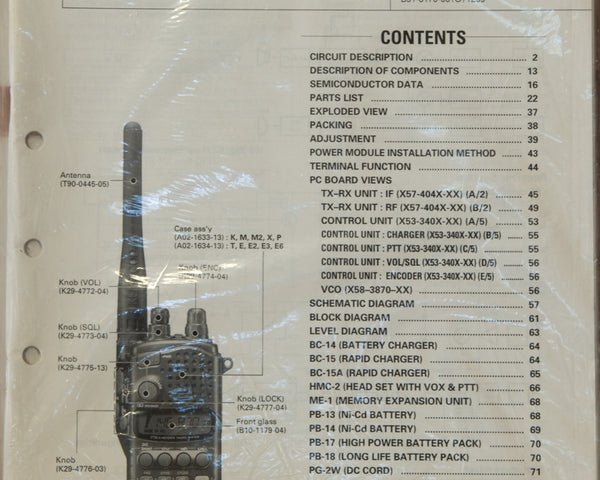 CONTENTS
CIRCUIT DESCRIPTION 2
DESCRIPTION OF COMPONENTS 13
SEMICONDUCTOR DATA 16
PARTS LIST 22
EXPLODED VIEW 37
PACKING 38
ADJUSTMENT 39
POWER MODULE INSTALLATION METHOD 43
TERMINAL FUNCTION 44
PC BOARD VIEWS
TX–RX UNIT : IF (X57-404X-XX) (A/2) 45
TX–RX UNIT : RF (X57-404X-XX) (B/2) 49
CONTROL UNIT (X53-340X-XX) (A/5) 53
CONTROL UNIT : CHARGER (X53-340X-XX) (B/5) 55
CONTROL UNIT : PTT (X53-340X-XX) (C/5) 55
CONTROL UNIT : VOL/SQL (X53-340X-XX) (D/5) 56
CONTROL UNIT : ENCODER (X53-340X-XX) (E/5) 56
VCO (X58–3870–XX) 56
SCHEMATIC DIAGRAM 57
BLOCK DIAGRAM 61
LEVEL DIAGRAM 63
BC-14 (BATTERY CHARGER) 64
BC-15 (RAPID CHARGER) 64
BC-15A (RAPID CHARGER) 65
HMC-2 (HEAD SET WITH VOX & PTT) 66
ME-1 (MEMORY EXPANSION UNIT) 68
PB-13 (Ni-Cd BATTERY) 68
PB-14 (Ni-Cd BATTERY) 69
PB-17 (HIGH POWER BATTERY PACK) 70
PB-18 (LONG LIFE BATTERY PACK) 70
PG-2W (DC CORD) 71
Antenna
(T90-0445-05)
Case ass'y
(A02-1633-13) : K, M, M2, X, P
(A02-1634-13) : T, E, E2, E3, E6
Knob (ENC)
(K29-4774-04)
Knob (VOL)
(K29-4772-04)
Knob (SQL)
(K29-4773-04)
Knob
(K29-4775-13)
Knob (LOCK)
(K29-4777-04)
Front glass
(B10-1179-04)
Knob
(K29-4776-03)